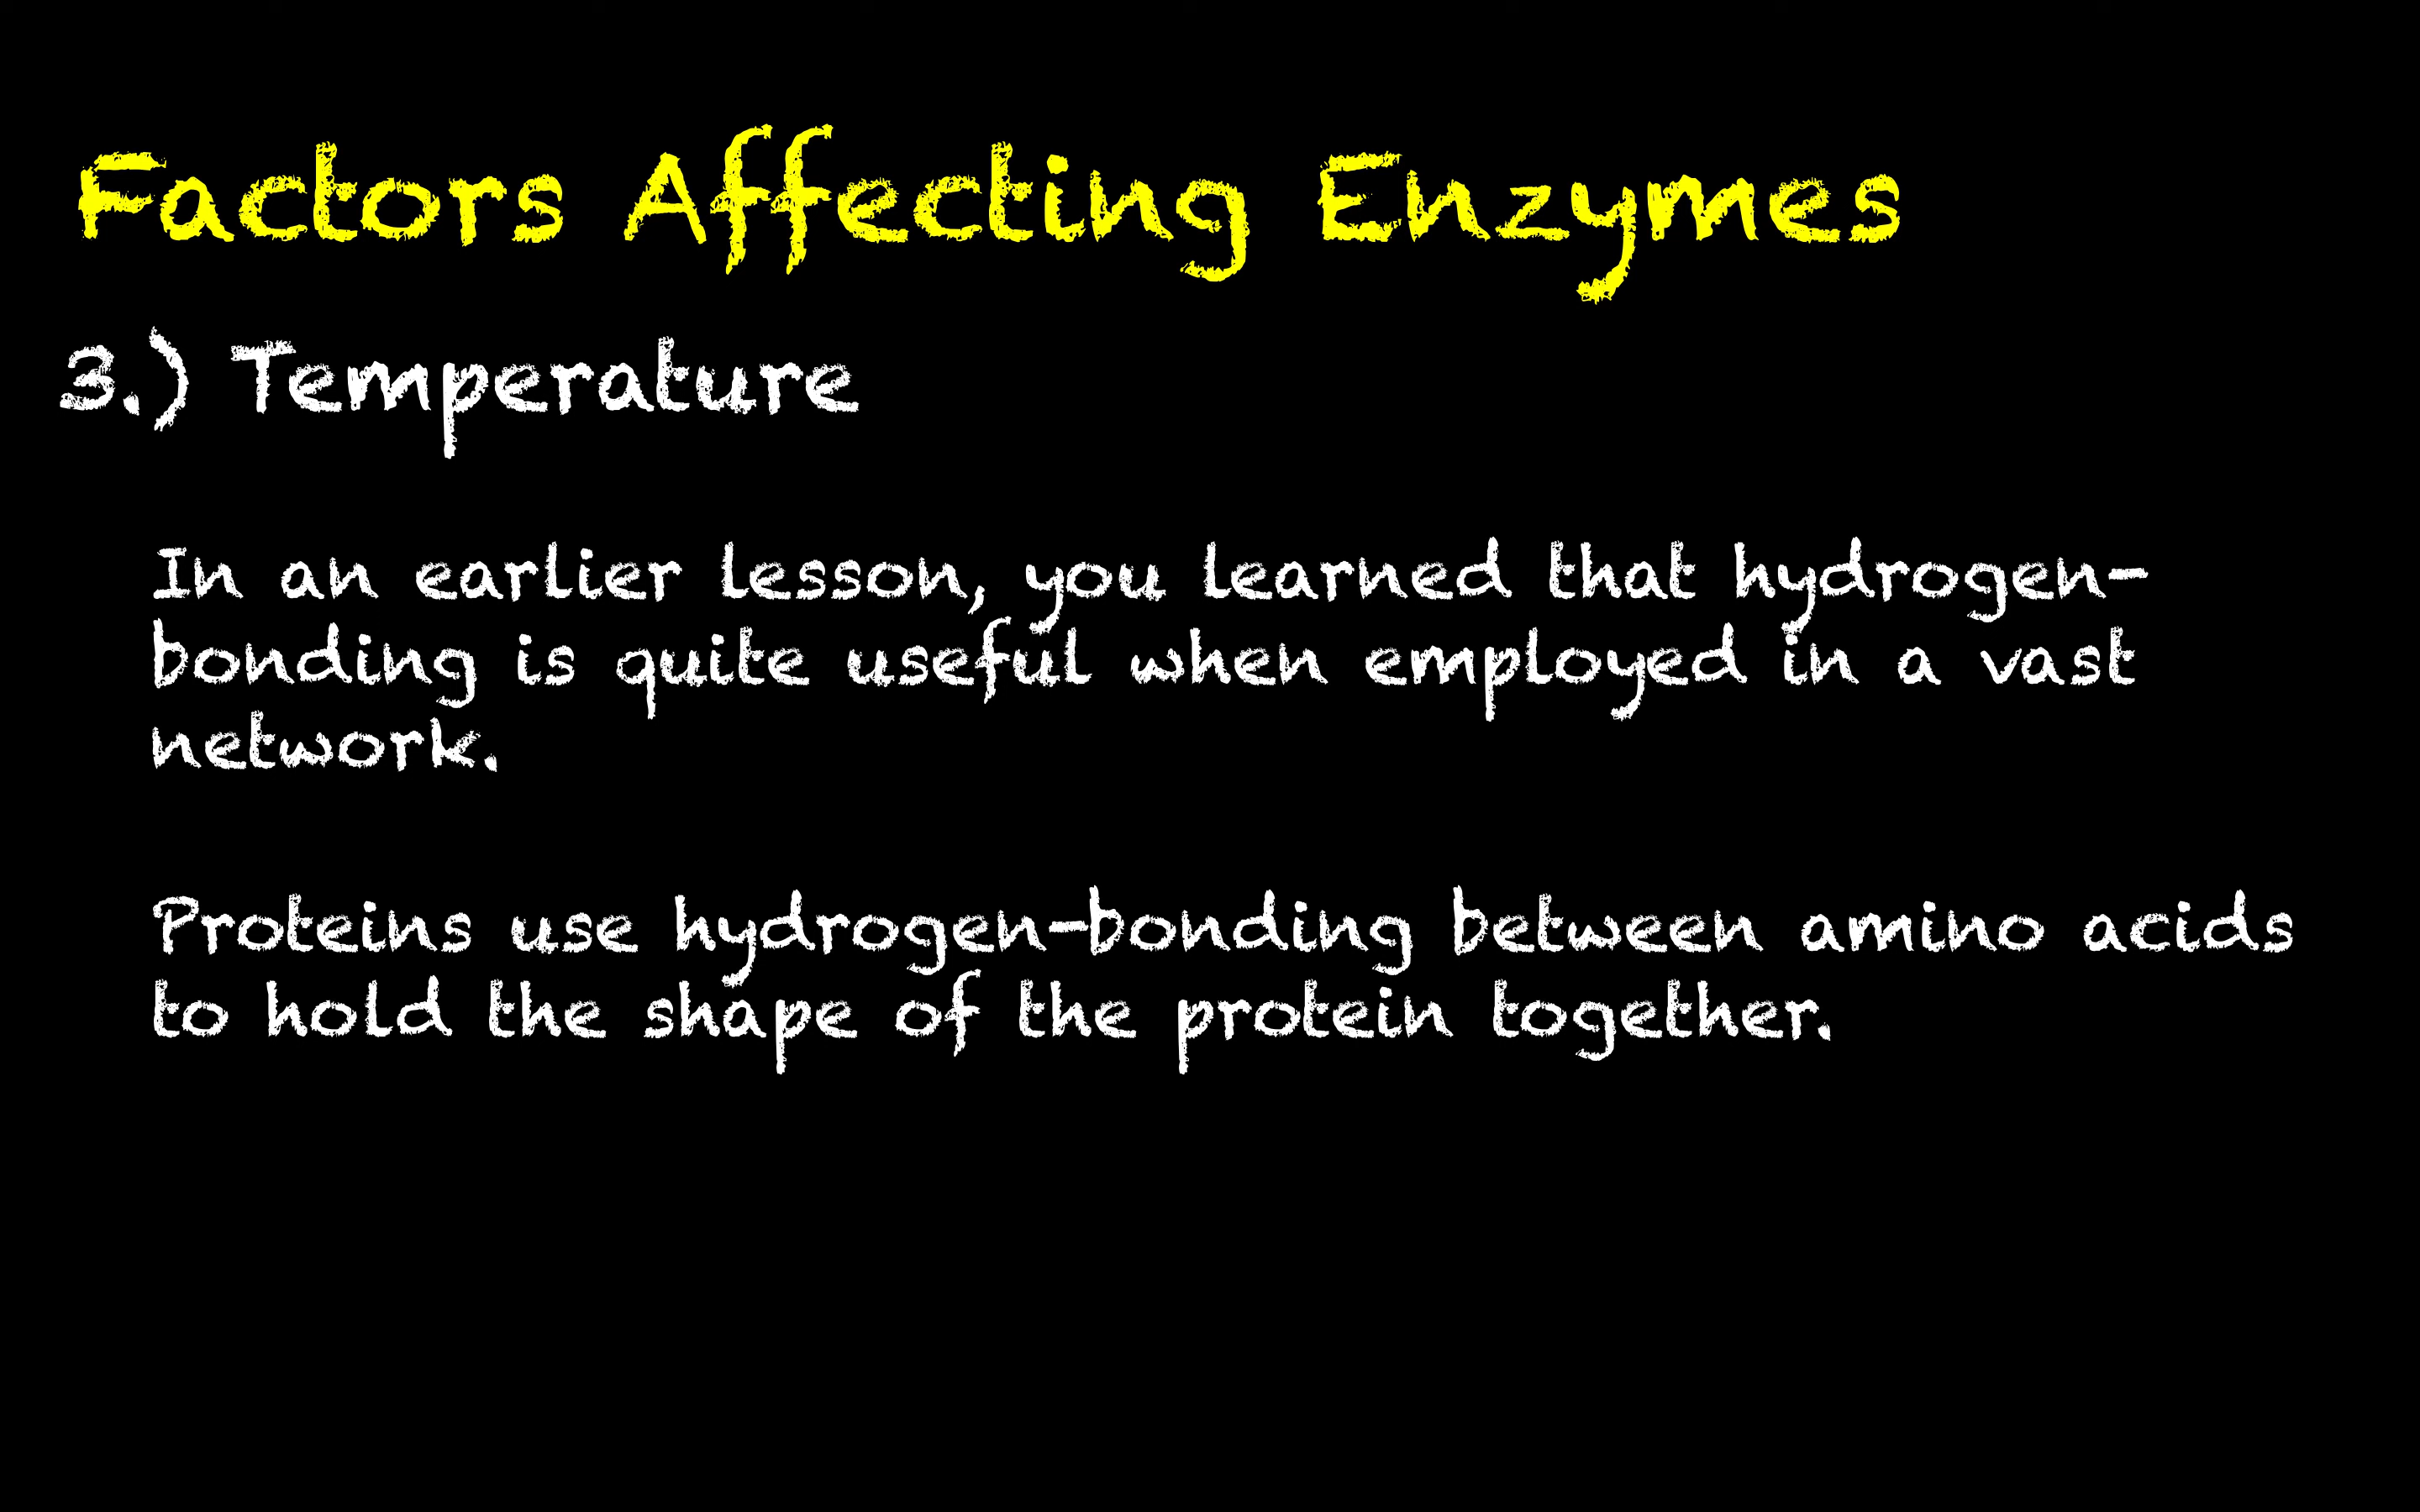 Factors Affecting Enzymes
3.) Temperature
In an earlier lesson, you learned that hydrogen-
bonding is quite useful when employed in a vast
network.
Proteins use hydrogen-bonding between amino acids
to hold the shape of the protein together.